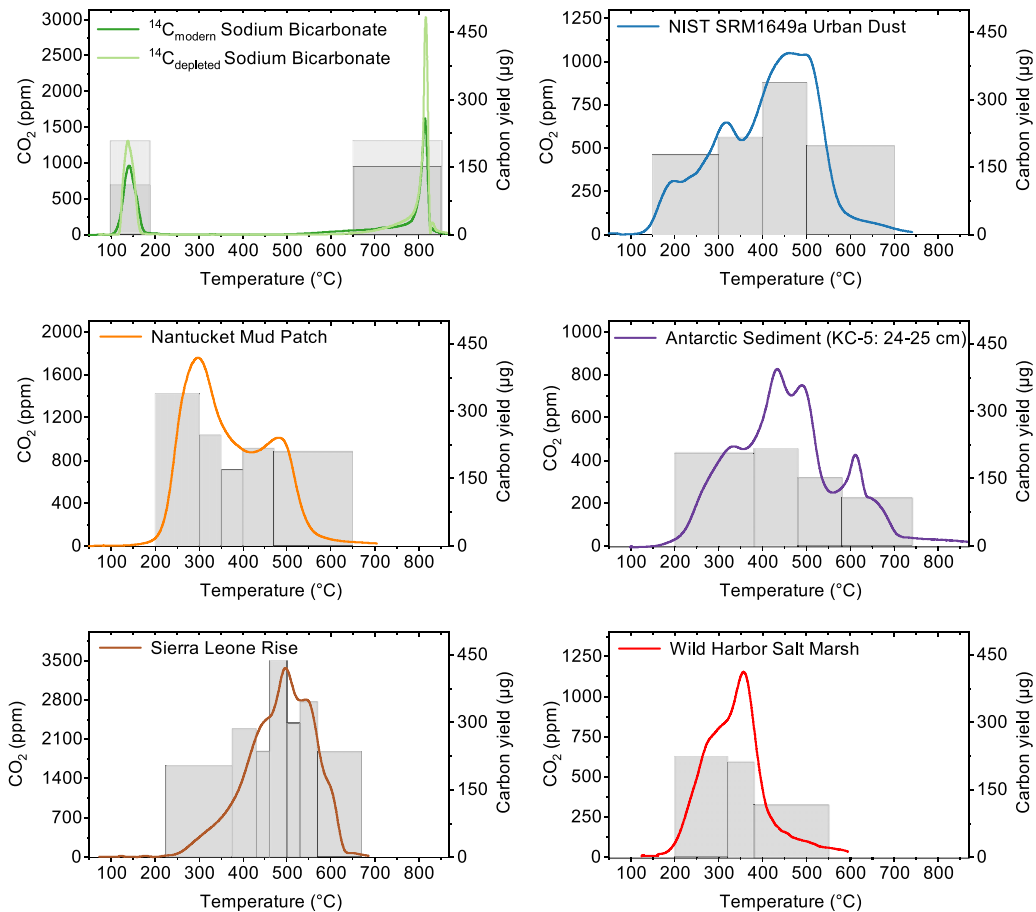 14Cmodern Sodium Bicarbonate
14Cdepleted Sodium Bicarbonate
3000
2500
2000
1500
1000
500
0
CO2 (ppm)
450
300
150
0
Carbon yield (µg)
100 200 300 400 500 600 700 800
Temperature (°C)
NIST SRM1649a Urban Dust
1250
1000
750
500
250
0
CO2 (ppm)
450
300
150
0
Carbon yield (µg)
100 200 300 400 500 600 700 800
Temperature (°C)
Nantucket Mud Patch
2000
1600
1200
800
400
0
CO2 (ppm)
450
300
150
0
Carbon yield (µg)
100 200 300 400 500 600 700 800
Temperature (°C)
Antarctic Sediment (KC-5: 24-25 cm)
1000
800
600
400
200
0
CO2 (ppm)
450
300
150
0
Carbon yield (µg)
100 200 300 400 500 600 700 800
Temperature (°C)
Sierra Leone Rise
3500
2800
2100
1400
700
0
CO2 (ppm)
450
300
150
0
Carbon yield (µg)
100 200 300 400 500 600 700 800
Temperature (°C)
Wild Harbor Salt Marsh
1250
1000
750
500
250
0
CO2 (ppm)
450
300
150
0
Carbon yield (µg)
100 200 300 400 500 600 700 800
Temperature (°C)